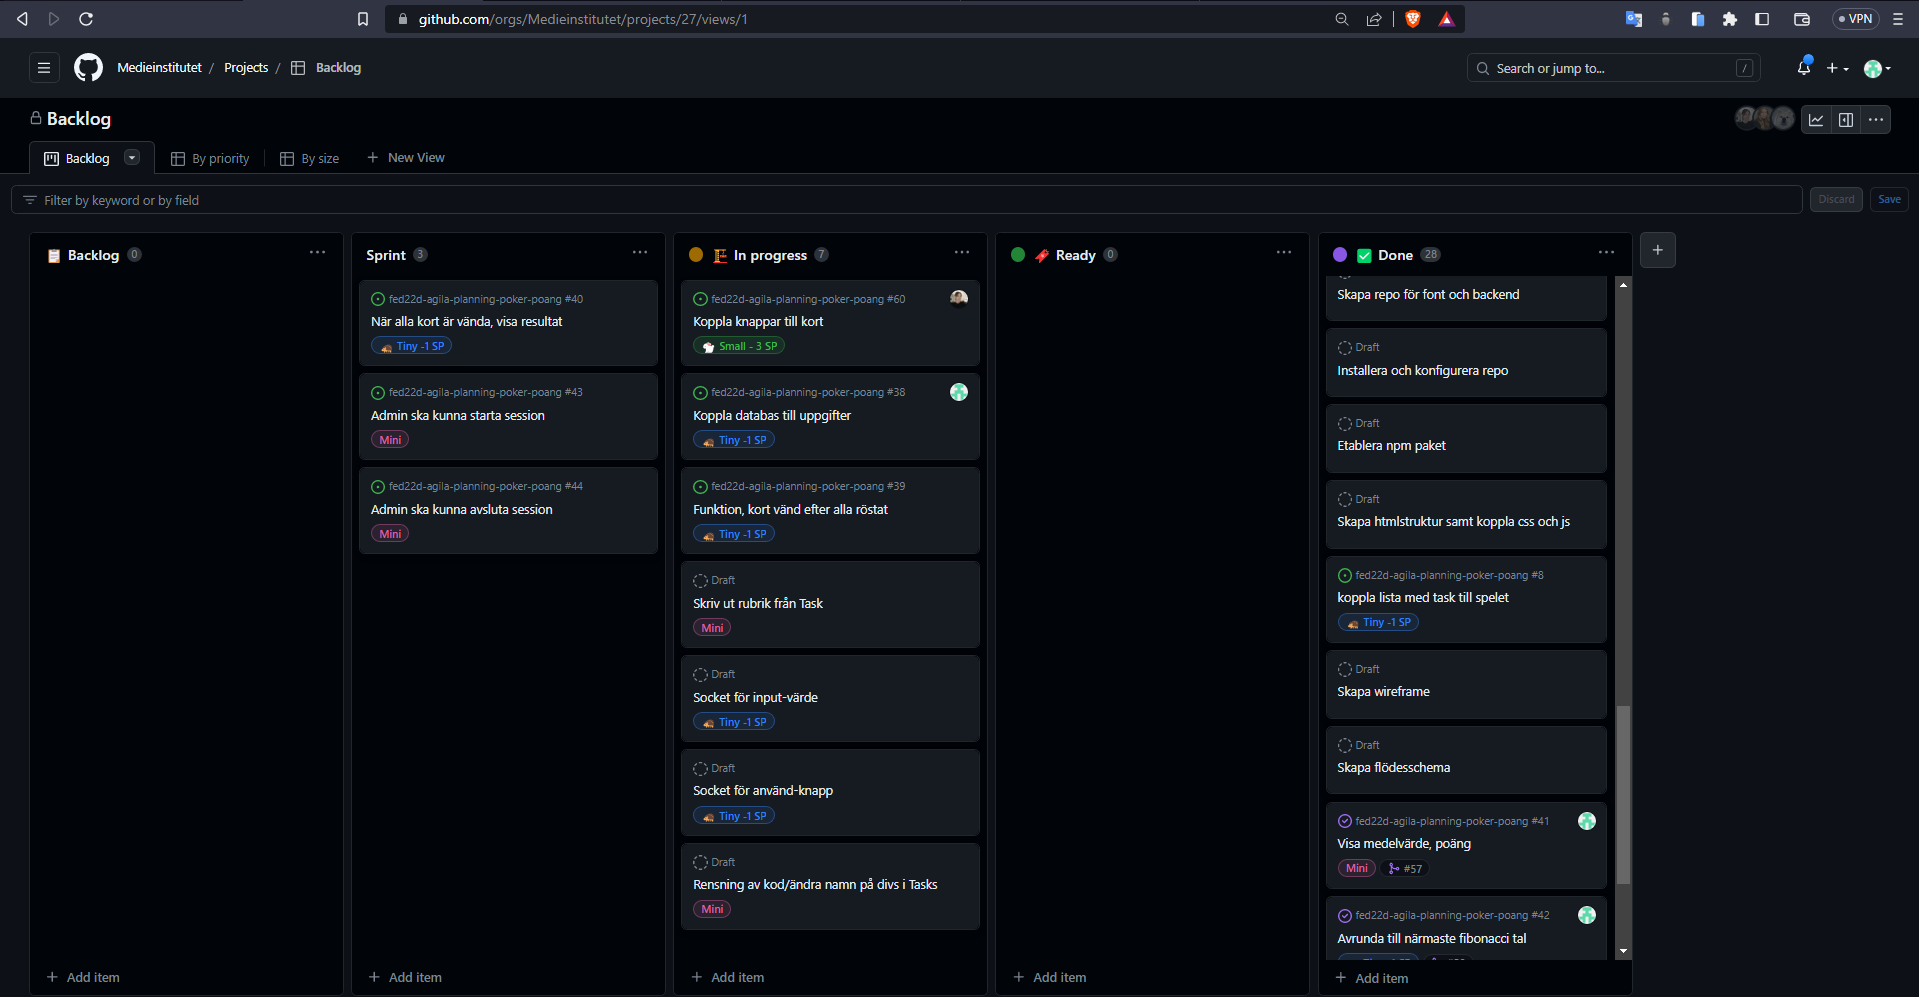 github.com/orgs/Medieinstitutet/projects/27/views/1
VPN
Medieinstitutet / Projects / Backlog
Search or jump to... /
Backlog
Backlog By priority By size + New View
Filter by keyword or by field
Discard Save
Backlog 0
Add item
Sprint 3
fed22d-agila-planning-poker-poang #40
När alla kort är vända, visa resultat
Tiny -1 SP
fed22d-agila-planning-poker-poang #43
Admin ska kunna starta session
Mini
fed22d-agila-planning-poker-poang #44
Admin ska kunna avsluta session
Mini
Add item
In progress 7
fed22d-agila-planning-poker-poang #60
Koppla knappar till kort
Small - 3 SP
fed22d-agila-planning-poker-poang #38
Koppla databas till uppgifter
Tiny -1 SP
fed22d-agila-planning-poker-poang #39
Funktion, kort vänd efter alla röstat
Tiny -1 SP
Draft
Skriv ut rubrik från Task
Mini
Draft
Socket för input-värde
Tiny -1 SP
Draft
Socket för använd-knapp
Tiny -1 SP
Draft
Rensning av kod/ändra namn på divs i Tasks
Mini
Add item
Ready 0
Add item
Done 28
Skapa repo för font och backend
Draft
Installera och konfigurera repo
Draft
Etablera npm paket
Draft
Skapa htmlstruktur samt koppla css och js
fed22d-agila-planning-poker-poang #8
koppla lista med task till spelet
Tiny -1 SP
Draft
Skapa wireframe
Draft
Skapa flödesschema
fed22d-agila-planning-poker-poang #41
Visa medelvärde, poäng
Mini #57
fed22d-agila-planning-poker-poang #42
Avrunda till närmaste fibonacci tal
Add item